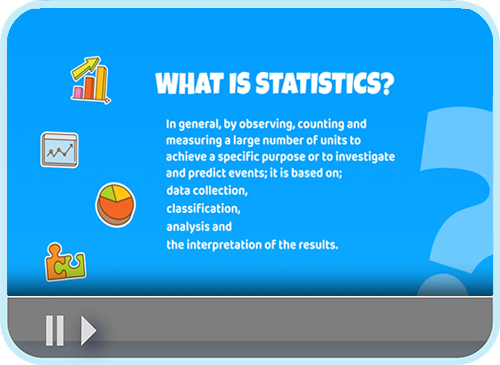 WHAT IS STATISTICS?
In general, by observing, counting and
measuring a large number of units to
achieve a specific purpose or to investigate
and predict events; it is based on;
data collection,
classification,
analysis and
the interpretation of the results.